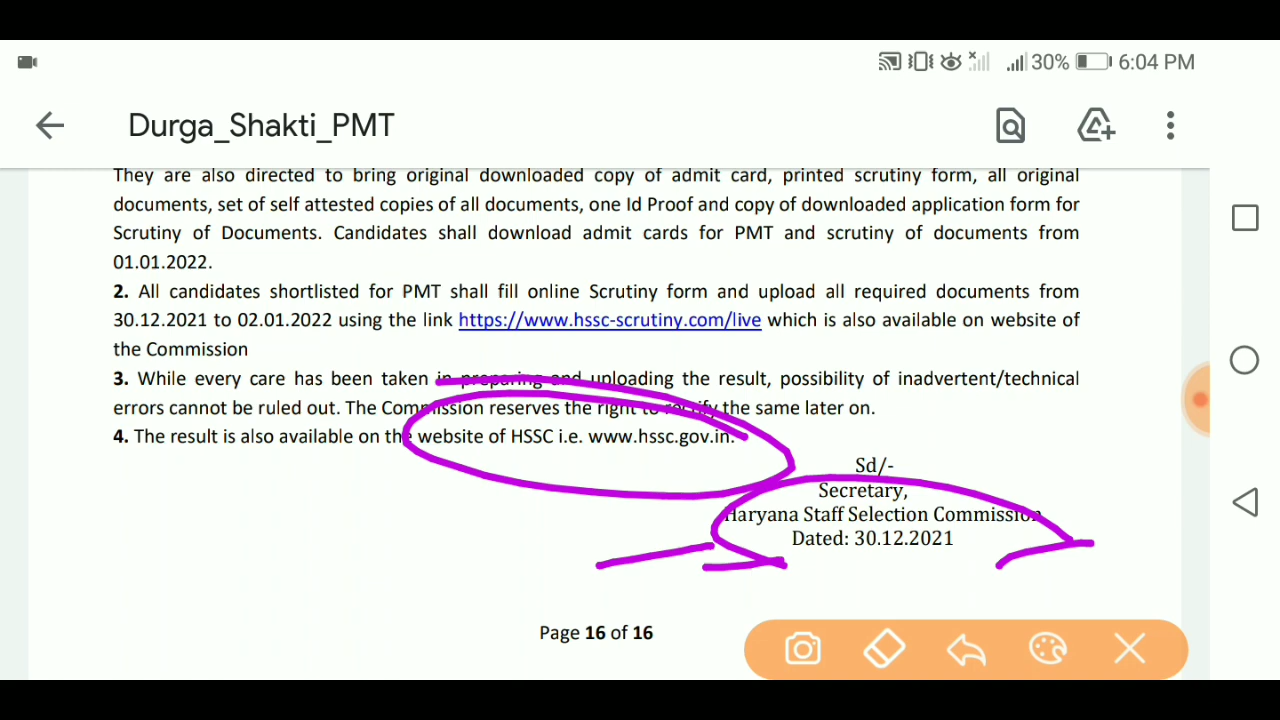 30% 6:04 PM
Durga_Shakti_PMT
They are also directed to bring original downloaded copy of admit card, printed scrutiny form, all original
documents, set of self attested copies of all documents, one Id Proof and copy of downloaded application form for
Scrutiny of Documents. Candidates shall download admit cards for PMT and scrutiny of documents from
01.01.2022.
2. All candidates shortlisted for PMT shall fill online Scrutiny form and upload all required documents from
30.12.2021 to 02.01.2022 using the link https://www.hssc-scrutiny.com/live which is also available on website of
the Commission
3. While every care has been taken in preparing and uploading the result, possibility of inadvertent/technical
errors cannot be ruled out. The Commission reserves the right to rectify the same later on.
4. The result is also available on the website of HSSC i.e. www.hssc.gov.in.
Sd/-
Secretary,
Haryana Staff Selection Commission
Dated: 30.12.2021
Page 16 of 16